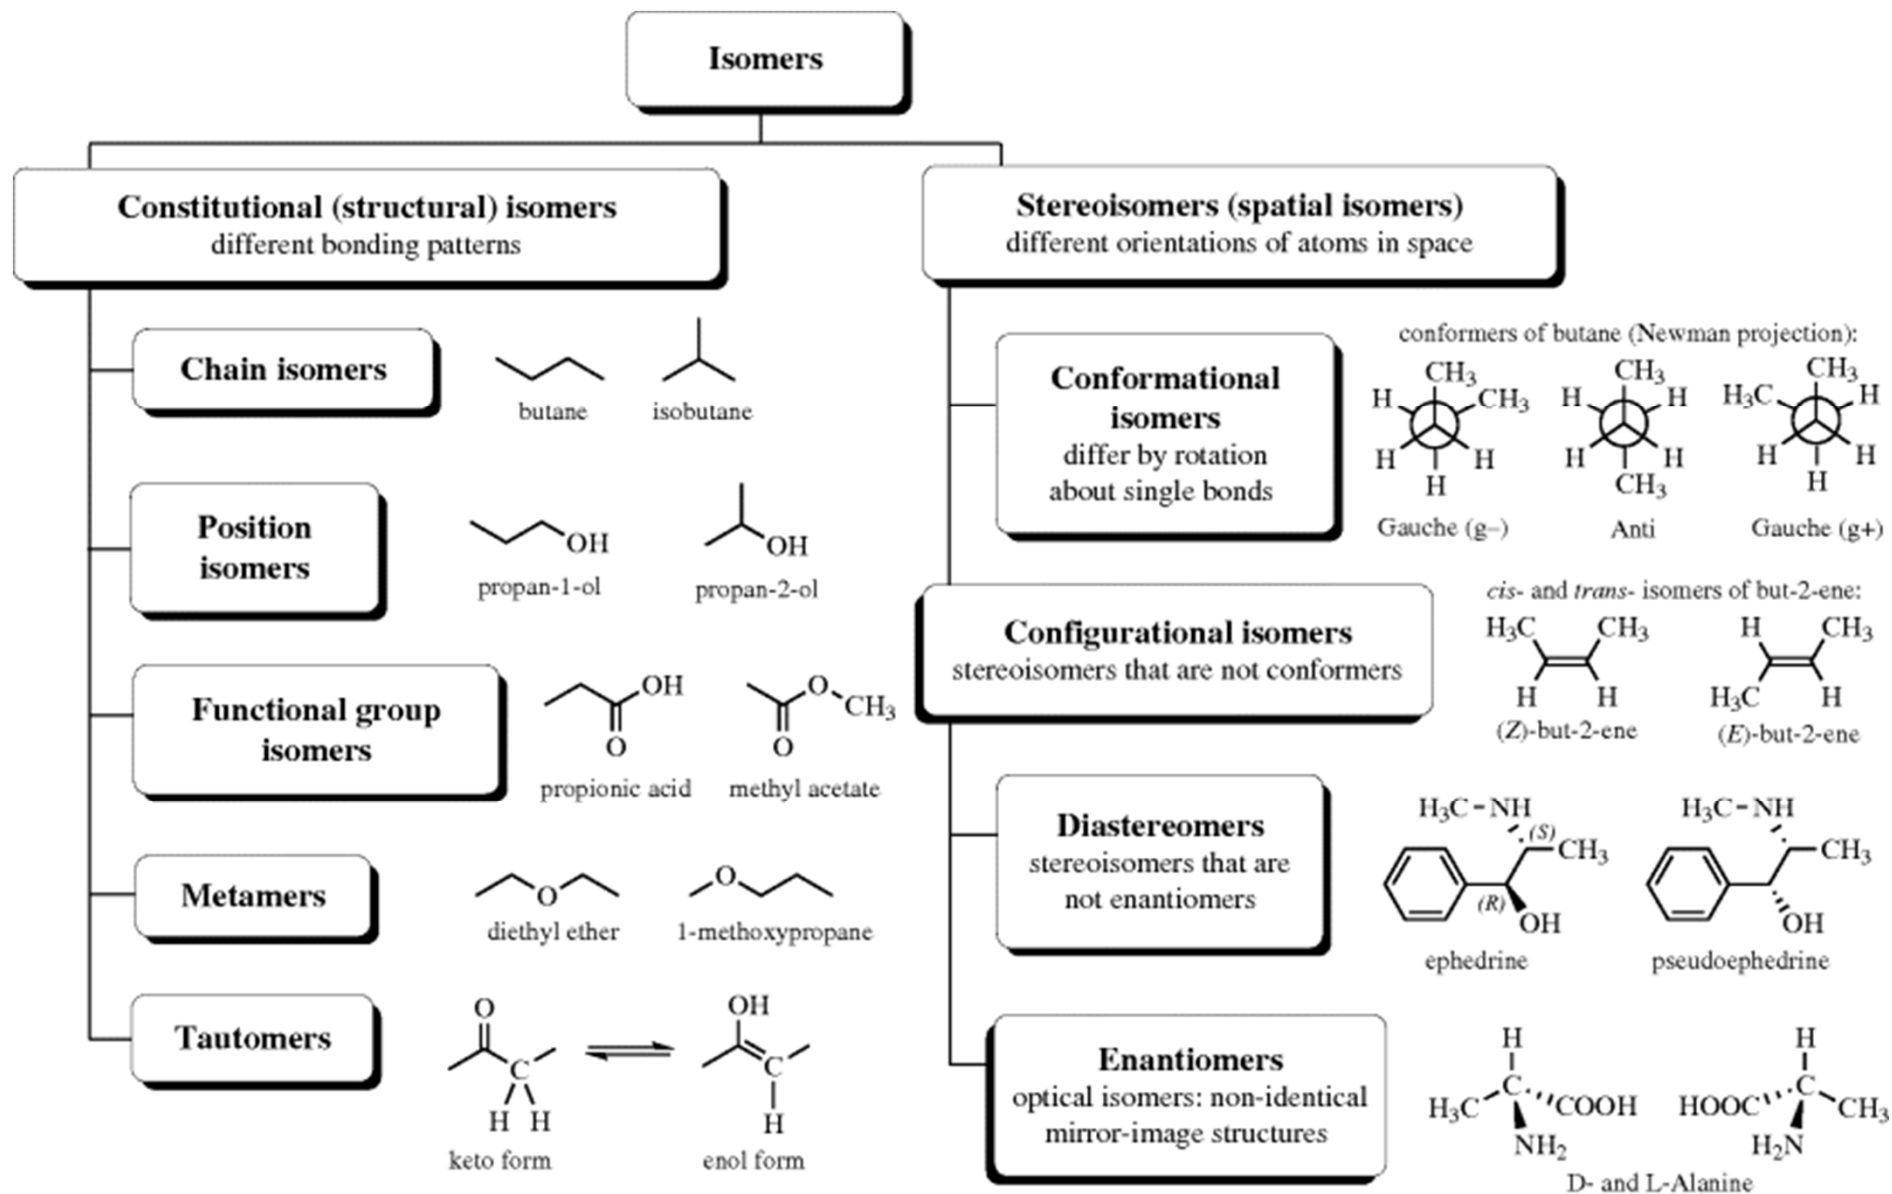 Isomers
Constitutional (structural) isomers
different bonding patterns
Chain isomers
butane
isobutane
Position
isomers
OH
propan-1-ol
OH
propan-2-ol
Functional group
isomers
OH
O
propionic acid
O
CH₃
O
methyl acetate
Metamers
O
diethyl ether
O
1-methoxypropane
Tautomers
O
C
H H
keto form
OH
C
H
enol form
Stereoisomers (spatial isomers)
different orientations of atoms in space
Conformational
isomers
differ by rotation
about single bonds
conformers of butane (Newman projection):
CH₃
H CH₃
H H
H
Gauche (g–)
CH₃
H H
H H
CH₃
Anti
CH₃
H₃C H
H H
H
Gauche (g+)
Configurational isomers
stereoisomers that are not conformers
cis- and trans- isomers of but-2-ene:
H₃C CH₃
H H
(Z)-but-2-ene
H CH₃
H₃C H
(E)-but-2-ene
Diastereomers
stereoisomers that are
not enantiomers
H₃C-NH
(S)
CH₃
(R)
OH
ephedrine
H₃C-NH
CH₃
OH
pseudoephedrine
Enantiomers
optical isomers: non-identical
mirror-image structures
H
C
H₃C COOH
NH₂
H
C
HOOC CH₃
H₂N
D- and L-Alanine